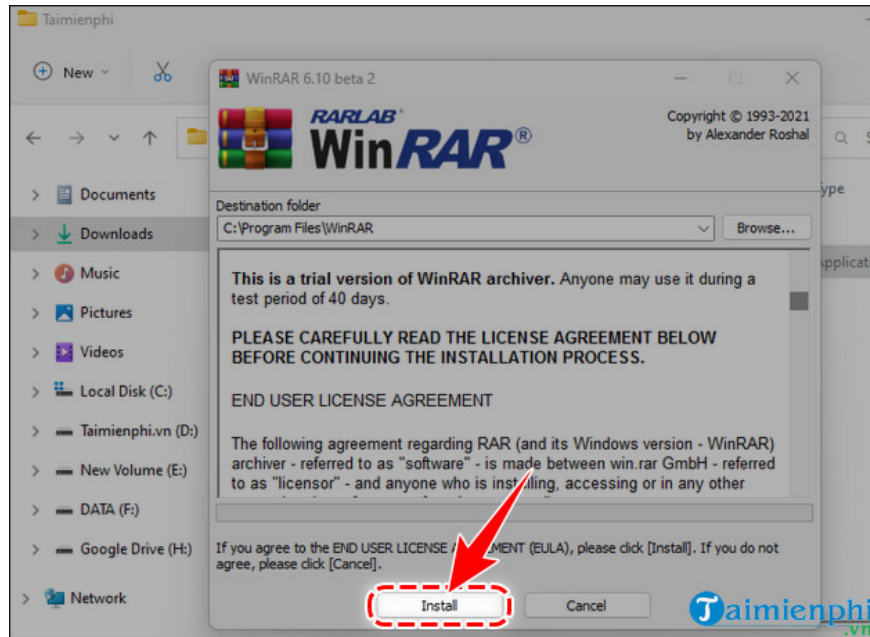 Taimienphi
New
WinRAR 6.10 beta 2
RARLAB®
WinRAR®
Copyright © 1993-2021
by Alexander Roshal
Documents
Downloads
Music
Pictures
Videos
Local Disk (C:)
Taimienphi.vn (D:)
New Volume (E:)
DATA (F:)
Google Drive (H:)
Network
Destination folder
C:\Program Files\WinRAR
Browse...
This is a trial version of WinRAR archiver. Anyone may use it during a
test period of 40 days.
PLEASE CAREFULLY READ THE LICENSE AGREEMENT BELOW
BEFORE CONTINUING THE INSTALLATION PROCESS.
END USER LICENSE AGREEMENT
The following agreement regarding RAR (and its Windows version - WinRAR)
archiver - referred to as "software" - is made between win.rar GmbH - referred
to as "licensor" - and anyone who is installing, accessing or in any other
If you agree to the END USER LICENSE (EULA), please click [Install]. If you do not
agree, please click [Cancel].
Install
Cancel
Taimienphi
.vn